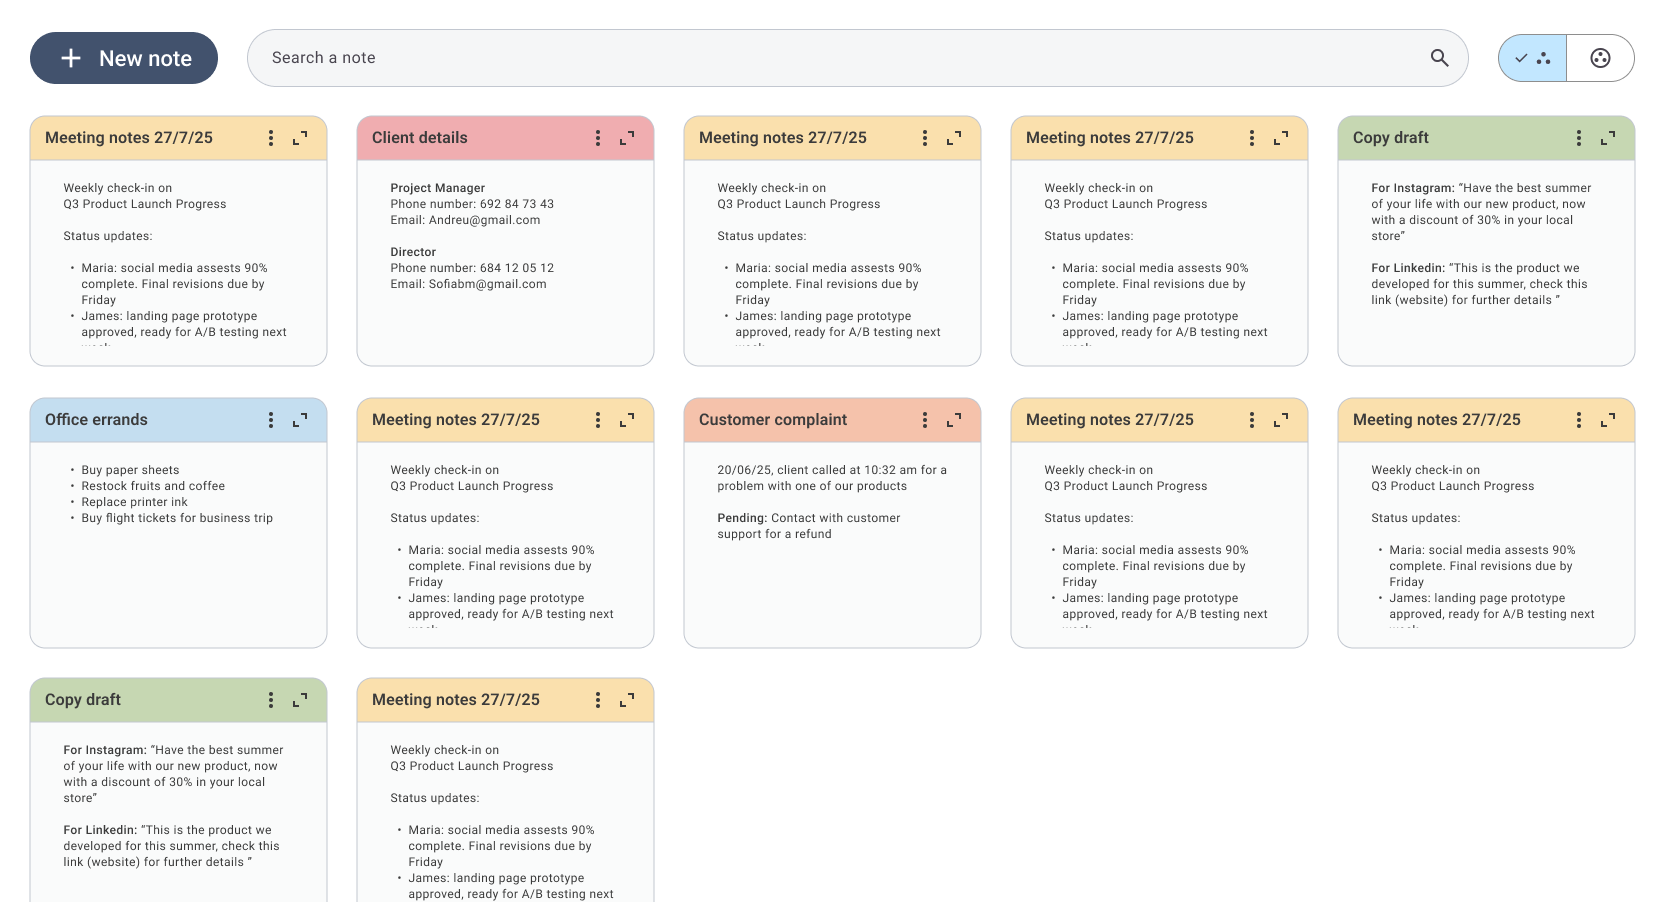 New note
Search a note
Meeting notes 27/7/25
Weekly check-in on
Q3 Product Launch Progress
Status updates:
• Maria: social media assests 90%
complete. Final revisions due by
Friday
• James: landing page prototype
approved, ready for A/B testing next
Client details
Project Manager
Phone number: 692 84 73 43
Email: Andreu@gmail.com
Director
Phone number: 684 12 05 12
Email: Sofiabm@gmail.com
Meeting notes 27/7/25
Weekly check-in on
Q3 Product Launch Progress
Status updates:
• Maria: social media assests 90%
complete. Final revisions due by
Friday
• James: landing page prototype
approved, ready for A/B testing next
Meeting notes 27/7/25
Weekly check-in on
Q3 Product Launch Progress
Status updates:
• Maria: social media assests 90%
complete. Final revisions due by
Friday
• James: landing page prototype
approved, ready for A/B testing next
Copy draft
For Instagram: “Have the best summer
of your life with our new product, now
with a discount of 30% in your local
store”
For Linkedin: “This is the product we
developed for this summer, check this
link (website) for further details ”
Office errands
• Buy paper sheets
• Restock fruits and coffee
• Replace printer ink
• Buy flight tickets for business trip
Meeting notes 27/7/25
Weekly check-in on
Q3 Product Launch Progress
Status updates:
• Maria: social media assests 90%
complete. Final revisions due by
Friday
• James: landing page prototype
approved, ready for A/B testing next
Customer complaint
20/06/25, client called at 10:32 am for a
problem with one of our products
Pending: Contact with customer
support for a refund
Meeting notes 27/7/25
Weekly check-in on
Q3 Product Launch Progress
Status updates:
• Maria: social media assests 90%
complete. Final revisions due by
Friday
• James: landing page prototype
approved, ready for A/B testing next
Meeting notes 27/7/25
Weekly check-in on
Q3 Product Launch Progress
Status updates:
• Maria: social media assests 90%
complete. Final revisions due by
Friday
• James: landing page prototype
approved, ready for A/B testing next
Copy draft
For Instagram: “Have the best summer
of your life with our new product, now
with a discount of 30% in your local
store”
For Linkedin: “This is the product we
developed for this summer, check this
link (website) for further details ”
Meeting notes 27/7/25
Weekly check-in on
Q3 Product Launch Progress
Status updates:
• Maria: social media assests 90%
complete. Final revisions due by
Friday
• James: landing page prototype
approved, ready for A/B testing next